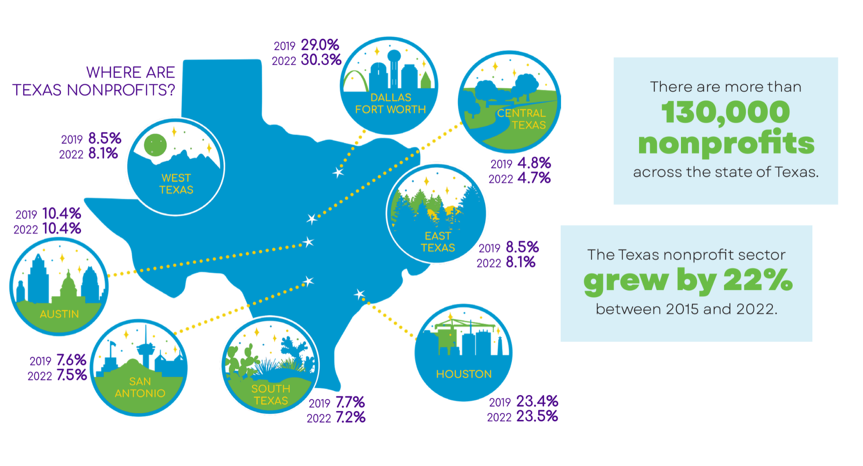 WHERE ARE
TEXAS NONPROFITS?
2019 29.0%
2022 30.3%
DALLAS
FORT WORTH
CENTRAL
TEXAS
2019 4.8%
2022 4.7%
2019 8.5%
2022 8.1%
WEST
TEXAS
EAST
TEXAS
2019 8.5%
2022 8.1%
2019 10.4%
2022 10.4%
AUSTIN
2019 7.6%
2022 7.5%
SAN
ANTONIO
SOUTH
TEXAS
2019 7.7%
2022 7.2%
HOUSTON
2019 23.4%
2022 23.5%
There are more than
130,000
nonprofits
across the state of Texas.
The Texas nonprofit sector
grew by 22%
between 2015 and 2022.